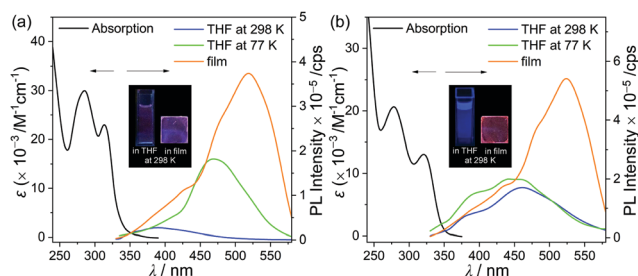 (a)
Absorption
THF at 298 K
THF at 77 K
film
in THF in film
at 298 K
ε (× 10⁻³ /M⁻¹cm⁻¹)
40
30
20
10
0
PL Intensity × 10⁻⁵ /cps
5
4
3
2
1
0
240 300 350 400 450 500 550
λ / nm
(b)
Absorption
THF at 298 K
THF at 77 K
film
in THF in film
at 298 K
ε (× 10⁻³ /M⁻¹cm⁻¹)
30
20
10
0
PL Intensity × 10⁻⁵ /cps
6
4
2
0
240 300 350 400 450 500 550
λ / nm